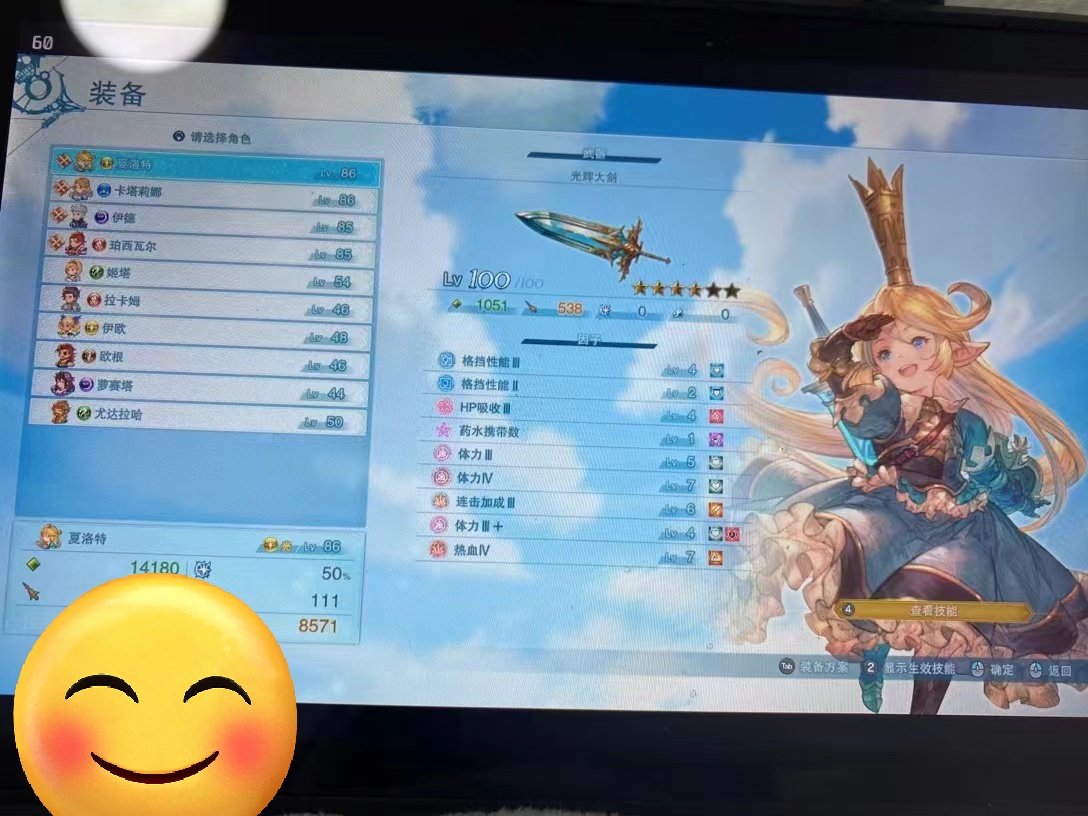 60
装备
请选择角色
夏洛特 Lv 86
卡塔莉娜 Lv 86
伊德 Lv 85
珀西瓦尔 Lv 85
姬塔 Lv 54
拉卡姆 Lv 46
伊欧 Lv 48
欧根 Lv 46
萝赛塔 Lv 44
尤达拉哈 Lv 50
夏洛特 光 Lv 86
14180 50%
111
8571
武器
光辉大剑
Lv 100/100
1051 538 0 0
因子
格挡性能Ⅲ Lv 4
格挡性能Ⅱ Lv 2
HP吸收Ⅲ Lv 4
药水携带数 Lv 1
体力Ⅲ Lv 5
体力Ⅳ Lv 7
连击加成Ⅲ Lv 6
体力Ⅲ+ Lv 4
热血Ⅳ Lv 7
4 查看技能
Tab 装备方案 2 显示生效技能 确定 返回